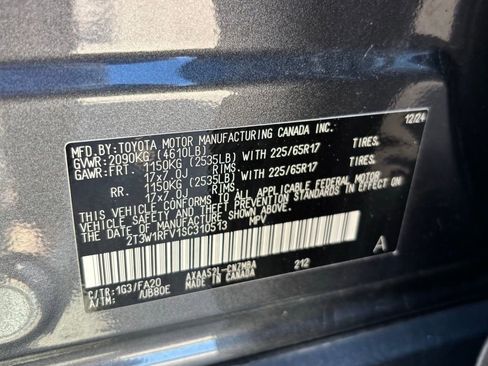 MFD. BY: TOYOTA MOTOR MANUFACTURING CANADA INC. 12/24
GVWR: 2090KG (4610LB)
GAWR: FRT. 1150KG (2535LB) WITH 225/65R17 TIRES,
17x7.0J RIMS,
RR. 1150KG (2535LB) WITH 225/65R17 TIRES,
17x7.0J RIMS,
THIS VEHICLE CONFORMS TO ALL APPLICABLE FEDERAL MOTOR
VEHICLE SAFETY AND THEFT PREVENTION STANDARDS IN EFFECT ON
THE DATE OF MANUFACTURE SHOWN ABOVE.
2T3W1RFV1SC310513 MPV
A
C/TR: 1G3/FA20 AXAA52L-CNZMBA 212
A/TM: /UB80E MADE IN CANADA